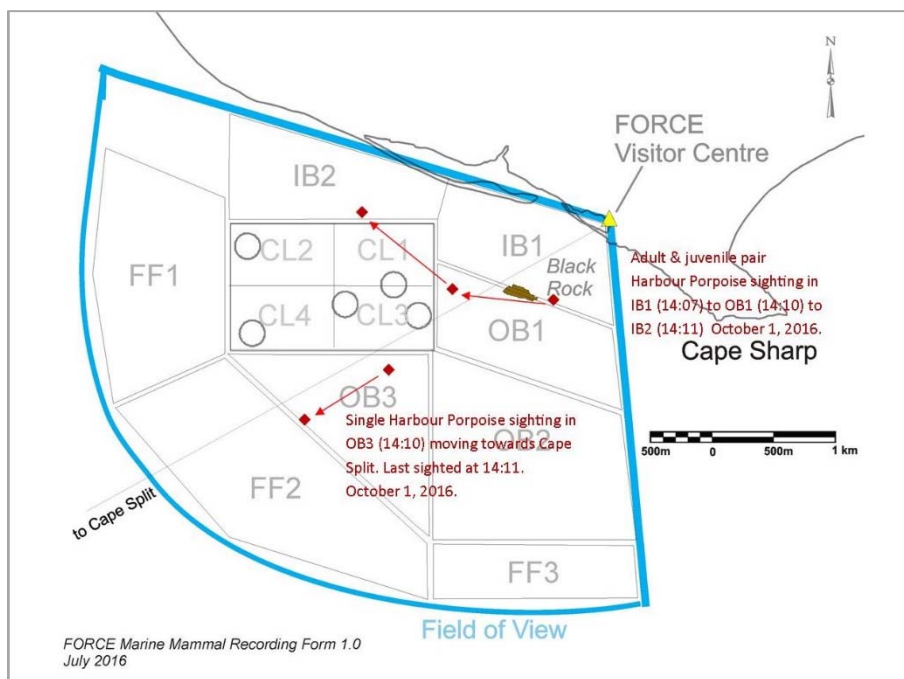 N
FORCE
Visitor Centre
IB2
IB1
CL2
CL1
FF1
Black
Rock
Adult & juvenile pair
Harbour Porpoise sighting in
IB1 (14:07) to OB1 (14:10) to
IB2 (14:11) October 1, 2016.
CL4
CL3
OB1
Cape Sharp
OB3
OB2
Single Harbour Porpoise sighting in
OB3 (14:10) moving towards Cape
Split. Last sighted at 14:11.
October 1, 2016.
500m 0 500m 1 km
FF2
to Cape Split
FF3
Field of View
FORCE Marine Mammal Recording Form 1.0
July 2016